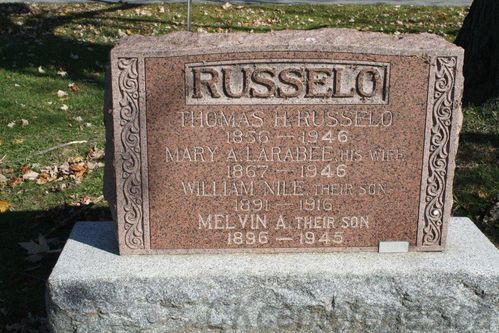 RUSSELO
THOMAS H. RUSSELO
1856 — 1946
MARY A. LARABEE, HIS WIFE
1867 — 1946
WILLIAM NILE, THEIR SON
1891 — 1916
MELVIN A. THEIR SON
1896 — 1945